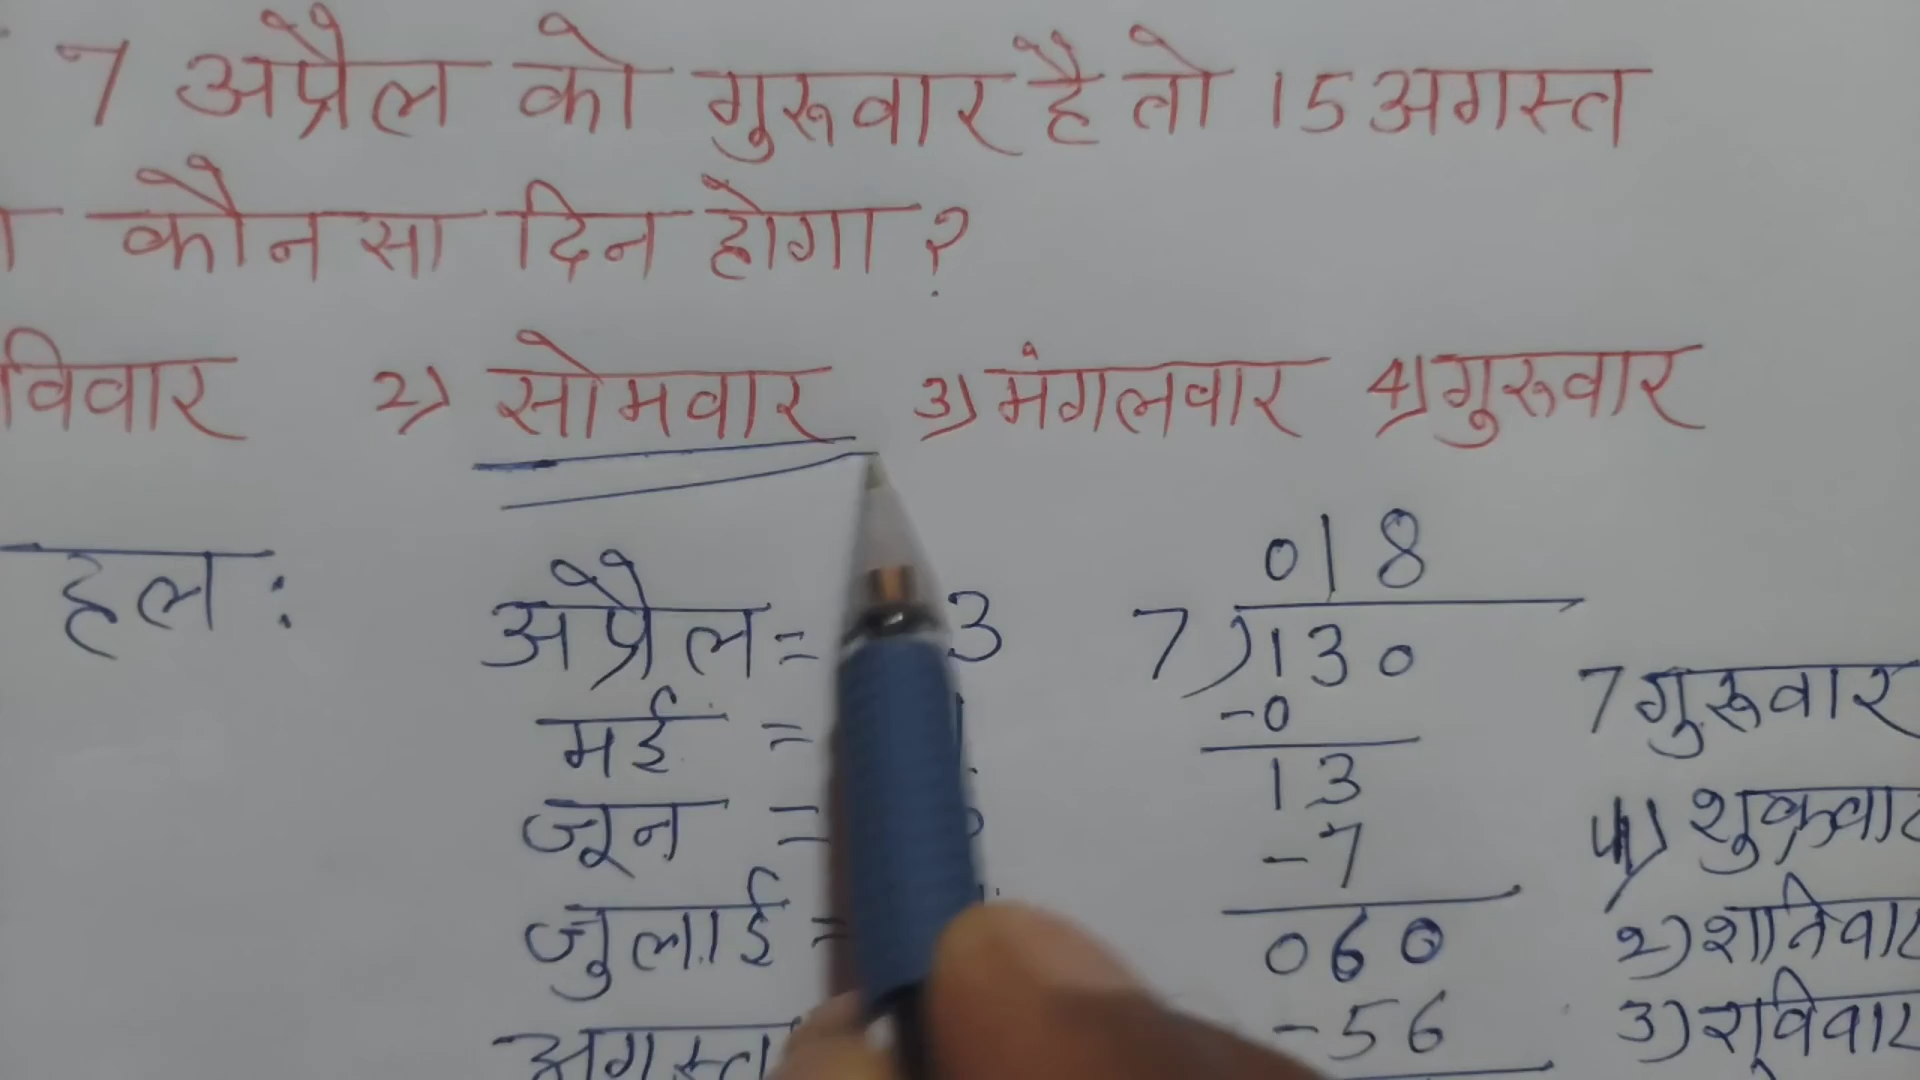 7 अप्रैल को गुरूवार है तो 15 अगस्त
कौन सा दिन होगा ?
विवार 2) सोमवार 3) मंगलवार 4) गुरूवार
हल :
अप्रैल = 3
मई =
जून =
जुलाई =
अगस्त
018
7)130
-0
13
-7
060
-56
7 गुरूवार
1) शुक्रवार
2) शनिवार
3) रविवार